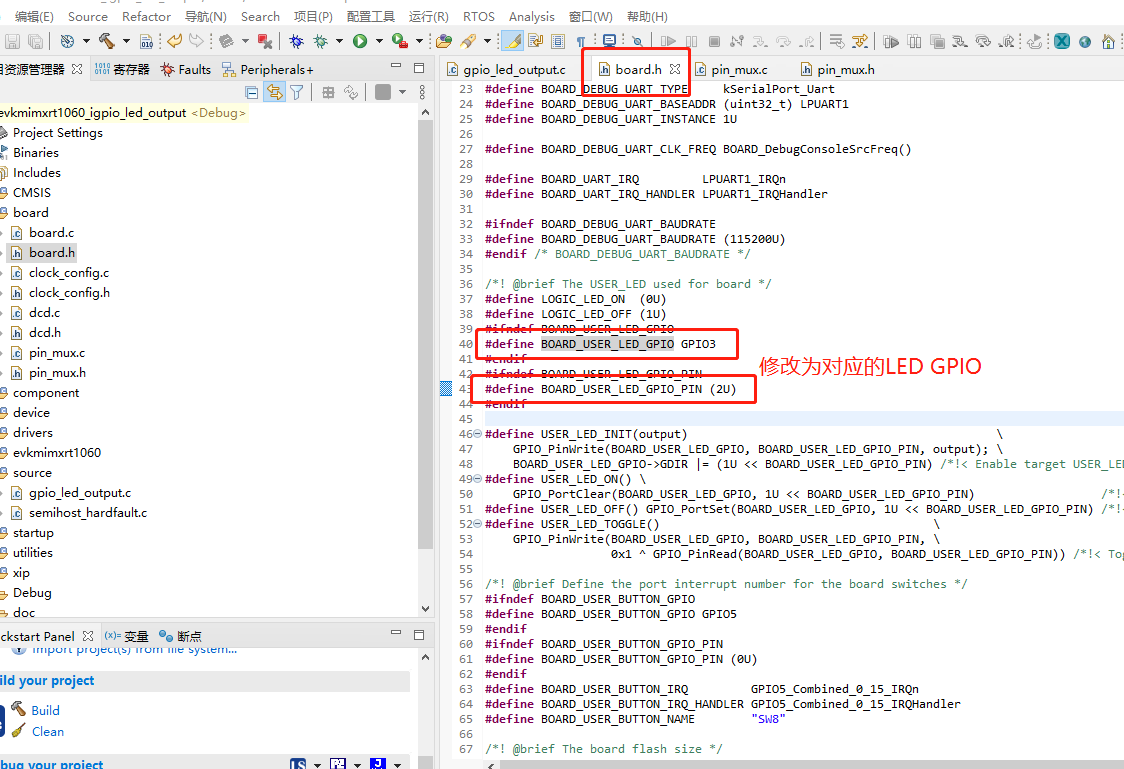 编辑(E) Source Refactor 导航(N) Search 项目(P) 配置工具 运行(R) RTOS Analysis 窗口(W) 帮助(H)
资源管理器 寄存器 Faults Peripherals+
gpio_led_output.c board.h pin_mux.c pin_mux.h
evkmimxrt1060_igpio_led_output <Debug>
Project Settings
Binaries
Includes
CMSIS
board
board.c
board.h
clock_config.c
clock_config.h
dcd.c
dcd.h
pin_mux.c
pin_mux.h
component
device
drivers
evkmimxrt1060
source
gpio_led_output.c
semihost_hardfault.c
startup
utilities
xip
Debug
doc
ckstart Panel (x)= 变量 断点
Import project(s) from file system...
ild your project
Build
Clean
bug your project
23 #define BOARD_DEBUG_UART_TYPE kSerialPort_Uart
24 #define BOARD_DEBUG_UART_BASEADDR (uint32_t) LPUART1
25 #define BOARD_DEBUG_UART_INSTANCE 1U
26
27 #define BOARD_DEBUG_UART_CLK_FREQ BOARD_DebugConsoleSrcFreq()
28
29 #define BOARD_UART_IRQ LPUART1_IRQn
30 #define BOARD_UART_IRQ_HANDLER LPUART1_IRQHandler
31
32 #ifndef BOARD_DEBUG_UART_BAUDRATE
33 #define BOARD_DEBUG_UART_BAUDRATE (115200U)
34 #endif /* BOARD_DEBUG_UART_BAUDRATE */
35
36 /*! @brief The USER_LED used for board */
37 #define LOGIC_LED_ON (0U)
38 #define LOGIC_LED_OFF (1U)
39 #ifndef BOARD_USER_LED_GPIO
40 #define BOARD_USER_LED_GPIO GPIO3
41 #endif
修改为对应的LED GPIO
42 #ifndef BOARD_USER_LED_GPIO_PIN
43 #define BOARD_USER_LED_GPIO_PIN (2U)
44 #endif
45
46 #define USER_LED_INIT(output) \
47 GPIO_PinWrite(BOARD_USER_LED_GPIO, BOARD_USER_LED_GPIO_PIN, output); \
48 BOARD_USER_LED_GPIO->GDIR |= (1U << BOARD_USER_LED_GPIO_PIN) /*!< Enable target USER_LE
49 #define USER_LED_ON() \
50 GPIO_PortClear(BOARD_USER_LED_GPIO, 1U << BOARD_USER_LED_GPIO_PIN) /*!
51 #define USER_LED_OFF() GPIO_PortSet(BOARD_USER_LED_GPIO, 1U << BOARD_USER_LED_GPIO_PIN) /*!
52 #define USER_LED_TOGGLE() \
53 GPIO_PinWrite(BOARD_USER_LED_GPIO, BOARD_USER_LED_GPIO_PIN, \
54 0x1 ^ GPIO_PinRead(BOARD_USER_LED_GPIO, BOARD_USER_LED_GPIO_PIN)) /*!< To
55
56 /*! @brief Define the port interrupt number for the board switches */
57 #ifndef BOARD_USER_BUTTON_GPIO
58 #define BOARD_USER_BUTTON_GPIO GPIO5
59 #endif
60 #ifndef BOARD_USER_BUTTON_GPIO_PIN
61 #define BOARD_USER_BUTTON_GPIO_PIN (0U)
62 #endif
63 #define BOARD_USER_BUTTON_IRQ GPIO5_Combined_0_15_IRQn
64 #define BOARD_USER_BUTTON_IRQ_HANDLER GPIO5_Combined_0_15_IRQHandler
65 #define BOARD_USER_BUTTON_NAME "SW8"
66
67 /*! @brief The board flash size */